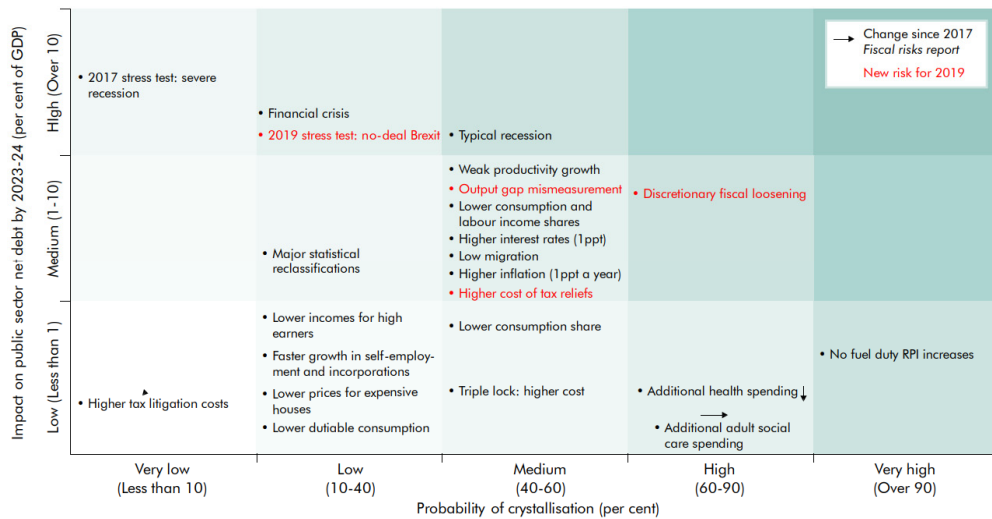 Impact on public sector net debt by 2023-24 (per cent of GDP)
HIgh (Over 10)
Medium (1-10)
Low (Less than 1)
Change since 2017
Fiscal risks report
New risk for 2019
• 2017 stress test: severe
recession
• Financial crisis
• 2019 stress test: no-deal Brexit
• Typical recession
• Major statistical
reclassifications
• Weak productivity growth
• Output gap mismeasurement
• Lower consumption and
labour income shares
• Higher interest rates (1ppt)
• Low migration
• Higher inflation (1ppt a year)
• Higher cost of tax reliefs
• Discretionary fiscal loosening
• Higher tax litigation costs
• Lower incomes for high
earners
• Faster growth in self-employ-
ment and incorporations
• Lower prices for expensive
houses
• Lower dutiable consumption
• Lower consumption share
• Triple lock: higher cost
• Additional health spending
• Additional adult social
care spending
• No fuel duty RPI increases
Very low
(Less than 10)
Low
(10-40)
Medium
(40-60)
High
(60-90)
Very high
(Over 90)
Probability of crystallisation (per cent)